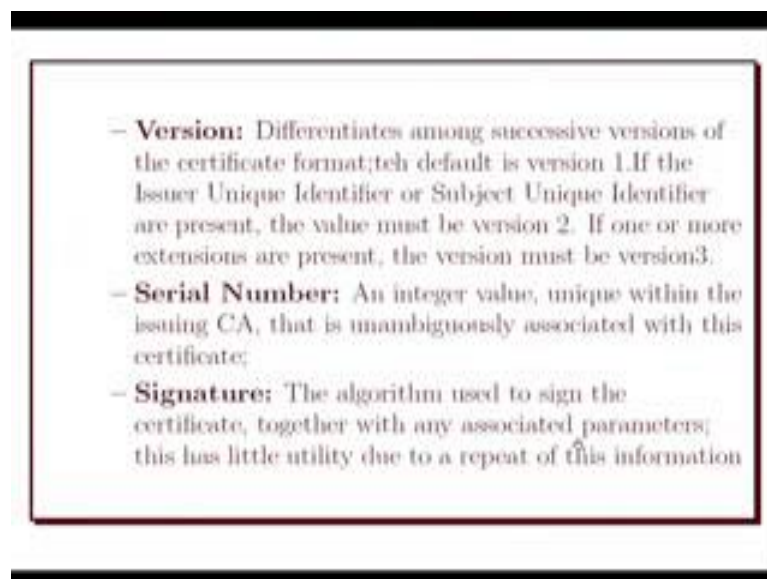 – Version: Differentiates among successive versions of
the certificate format;teh default is version 1.If the
Issuer Unique Identifier or Subject Unique Identifier
are present, the value must be version 2. If one or more
extensions are present, the version must be version3.
– Serial Number: An integer value, unique within the
issuing CA, that is unambiguously associated with this
certificate;
– Signature: The algorithm used to sign the
certificate, together with any associated parameters;
this has little utility due to a repeat of this information